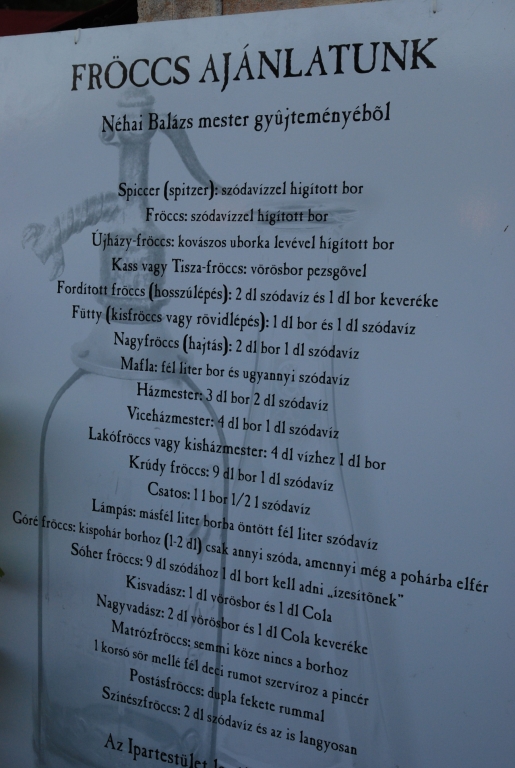 FRÖCCS AJÁNLATUNK
Néhai Balázs mester gyûjteményébõl
Spiccer (spitzer): szódavízzel higított bor
Fröccs: szódavízzel higított bor
Újházy-fröccs: kovászos uborka levével higított bor
Kass vagy Tisza-fröccs: vörösbor pezsgõvel
Fordított fröccs (hosszúlépés): 2 dl szódavíz és 1 dl bor keveréke
Fütty (kisfröccs vagy rövidlépés): 1 dl bor és 1 dl szódavíz
Nagyfröccs (hajtás): 2 dl bor 1 dl szódavíz
Mafla: fél liter bor és ugyannyi szódavíz
Házmester: 3 dl bor 2 dl szódavíz
Viceházmester: 4 dl bor 1 dl szódavíz
Lakófröccs vagy kisházmester: 4 dl vízhez 1 dl bor
Krúdy fröccs: 9 dl bor 1 dl szódavíz
Csatos: 1 l bor 1/2 l szódavíz
Lámpás: másfél liter borba öntött fél liter szódavíz
Góré fröccs: kispohár borhoz (1-2 dl) csak annyi szóda, amennyi még a pohárba elfér
Sóher fröccs: 9 dl szódához 1 dl bort kell adni „ízesítõnek"
Kisvadász: 1 dl vörösbor és 1 dl Cola
Nagyvadász: 2 dl vörösbor és 1 dl Cola keveréke
Matrózfröccs: semmi köze nincs a borhoz
1 korsó sör mellé fél deci rumot szervíroz a pincér
Postásfröccs: dupla fekete rummal
Színészfröccs: 2 dl szódavíz és az is langyosan
Az Ipartestület